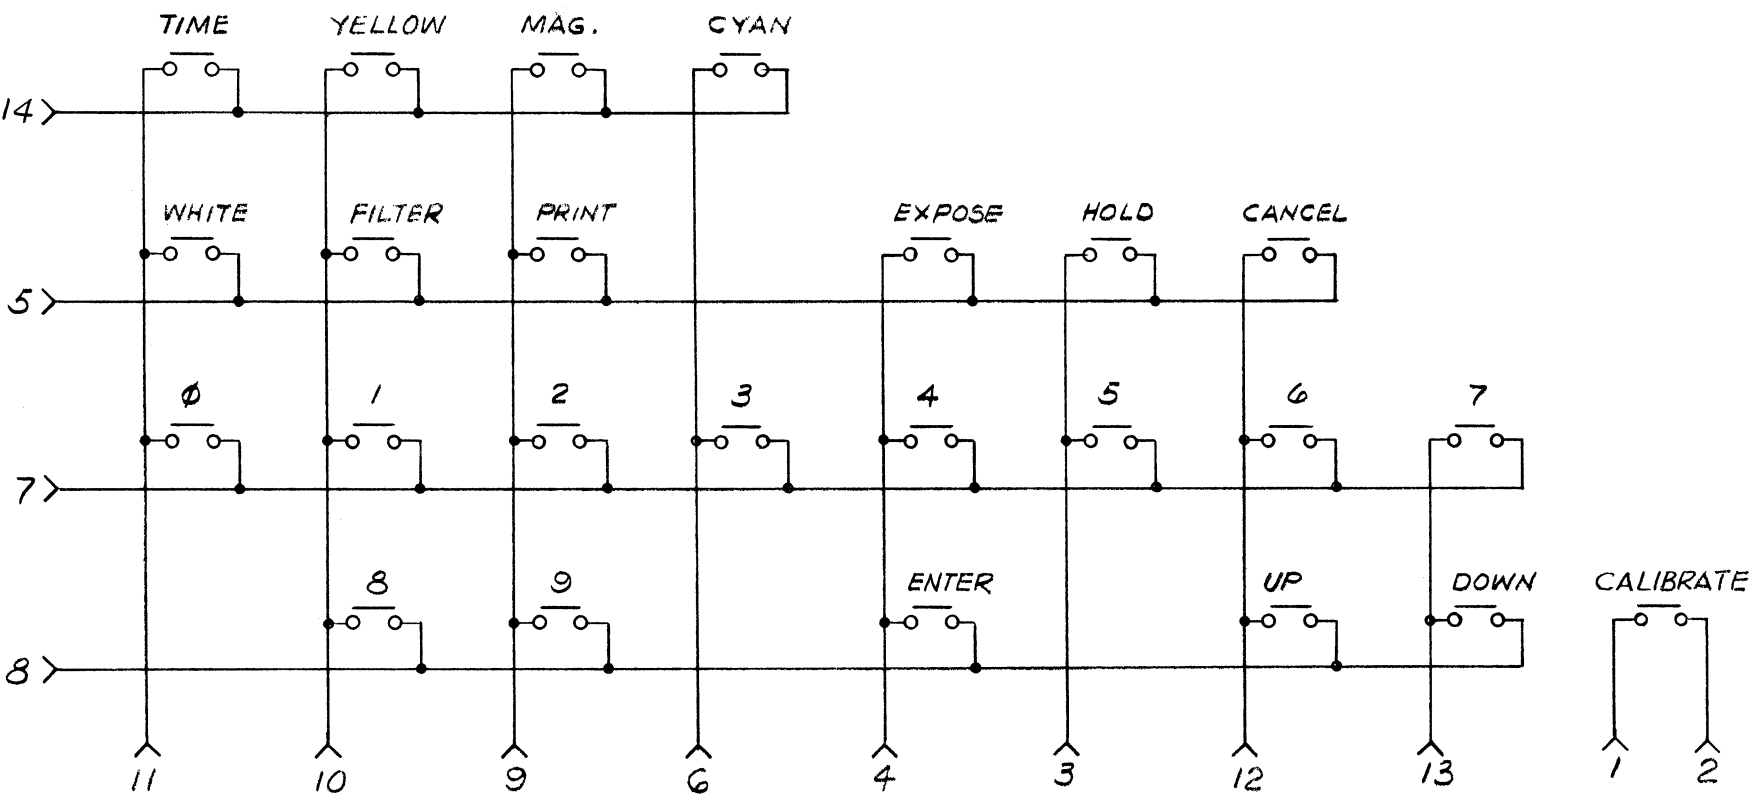 TIME YELLOW MAG. CYAN
14
WHITE FILTER PRINT EXPOSE HOLD CANCEL
5
0 1 2 3 4 5 6 7
7
8 9 ENTER UP DOWN CALIBRATE
8
11 10 9 6 4 3 12 13 1 2